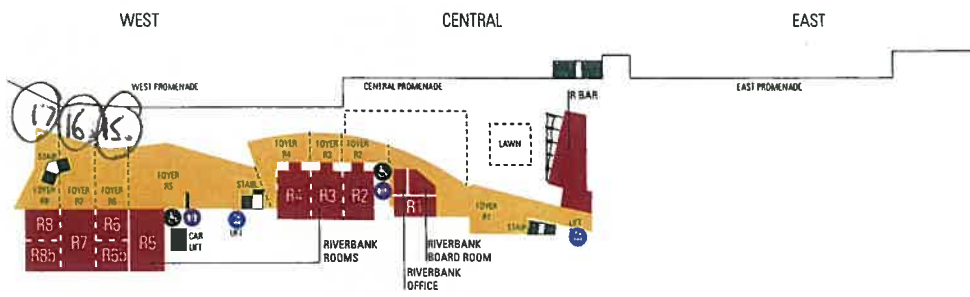 WEST
CENTRAL
EAST
WEST PROMENADE
CENTRAL PROMENADE
EAST PROMENADE
R BAR
17
16
15
LAWN
FOYER R4
FOYER R3
FOYER R2
STAIR
FOYER R8
FOYER R7
FOYER R6
FOYER R5
STAIR
LIFT
R4
R3
R2
R1
FOYER R1
STAIR
LIFT
R8
R7
R6
R5
R85
R65
CAR LIFT
RIVERBANK ROOMS
RIVERBANK BOARD ROOM
RIVERBANK OFFICE